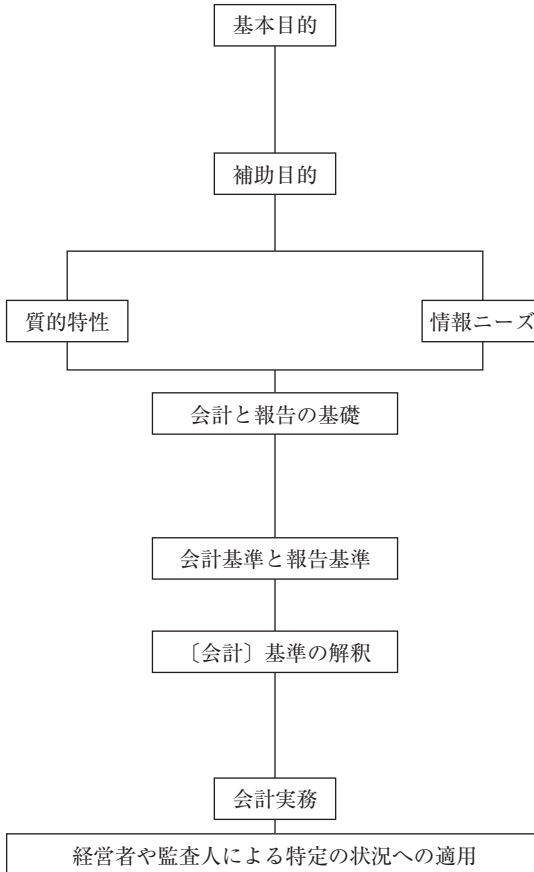 基本目的
補助目的
質的特性
情報ニーズ
会計と報告の基礎
会計基準と報告基準
〔会計〕基準の解釈
会計実務
経営者や監査人による特定の状況への適用